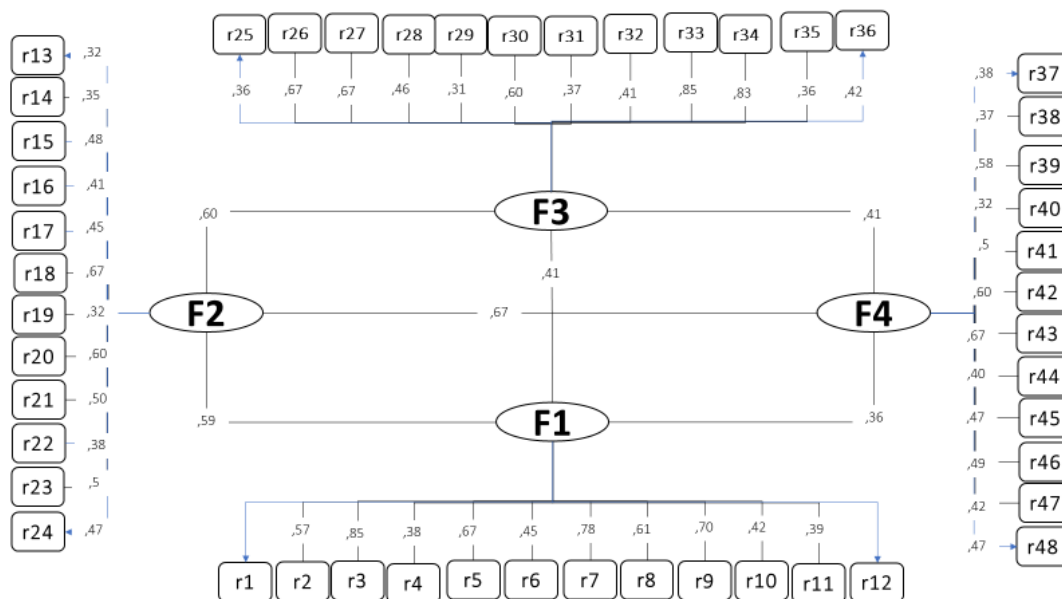 r25 r26 r27 r28 r29 r30 r31 r32 r33 r34 r35 r36
,36 ,67 ,67 ,46 ,31 ,60 ,37 ,41 ,85 ,83 ,36 ,42
r13 ,32
r14 ,35
r15 ,48
r16 ,41
r17 ,45
r18 ,67
r19 ,32
r20 ,60
r21 ,50
r22 ,38
r23 ,5
r24 ,47
,60 F3 ,41
,41
F2 ,67 F4
,59 F1 ,36
,38 r37
,37 r38
,58 r39
,32 r40
,5 r41
,60 r42
,67 r43
,40 r44
,47 r45
,49 r46
,42 r47
,47 r48
,57 ,85 ,38 ,67 ,45 ,78 ,61 ,70 ,42 ,39
r1 r2 r3 r4 r5 r6 r7 r8 r9 r10 r11 r12